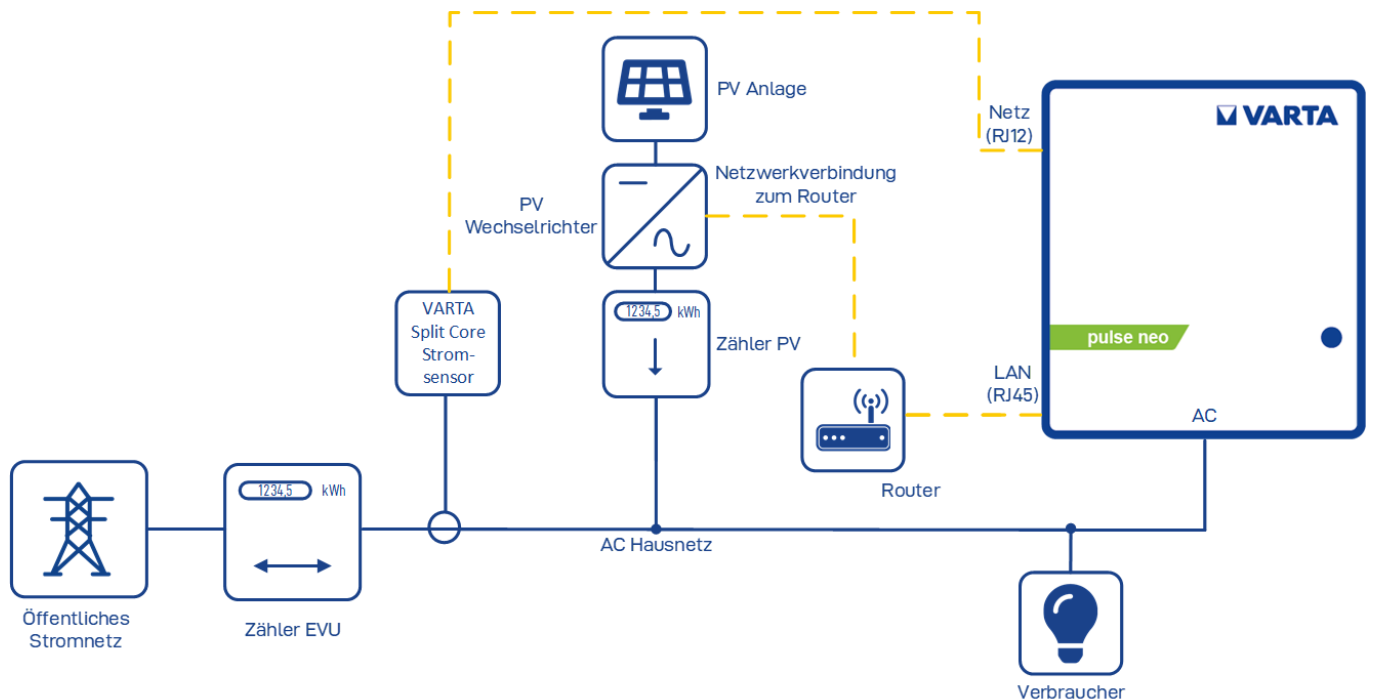 PV Anlage
Netz
(RJ12)
VARTA
Netzwerkverbindung
zum Router
PV
Wechselrichter
VARTA
Split Core
Strom-
sensor
1234,5 kWh
Zähler PV
pulse neo
LAN
(RJ45)
AC
Router
1234,5 kWh
AC Hausnetz
Öffentliches
Stromnetz
Zähler EVU
Verbraucher